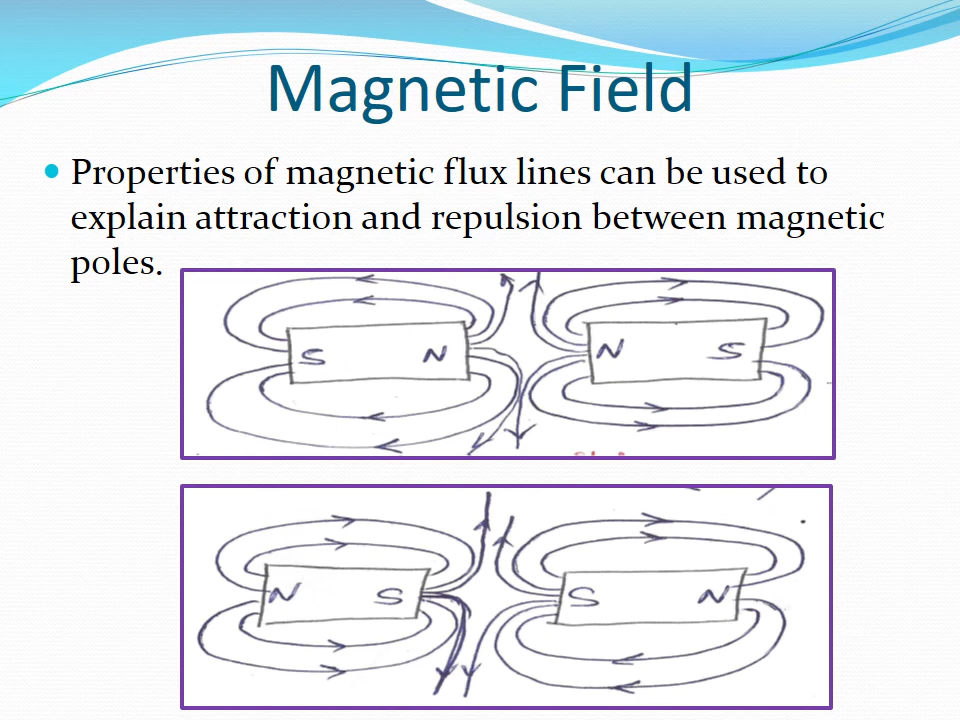 Magnetic Field
Properties of magnetic flux lines can be used to
explain attraction and repulsion between magnetic
poles.
S N N S
N S S N